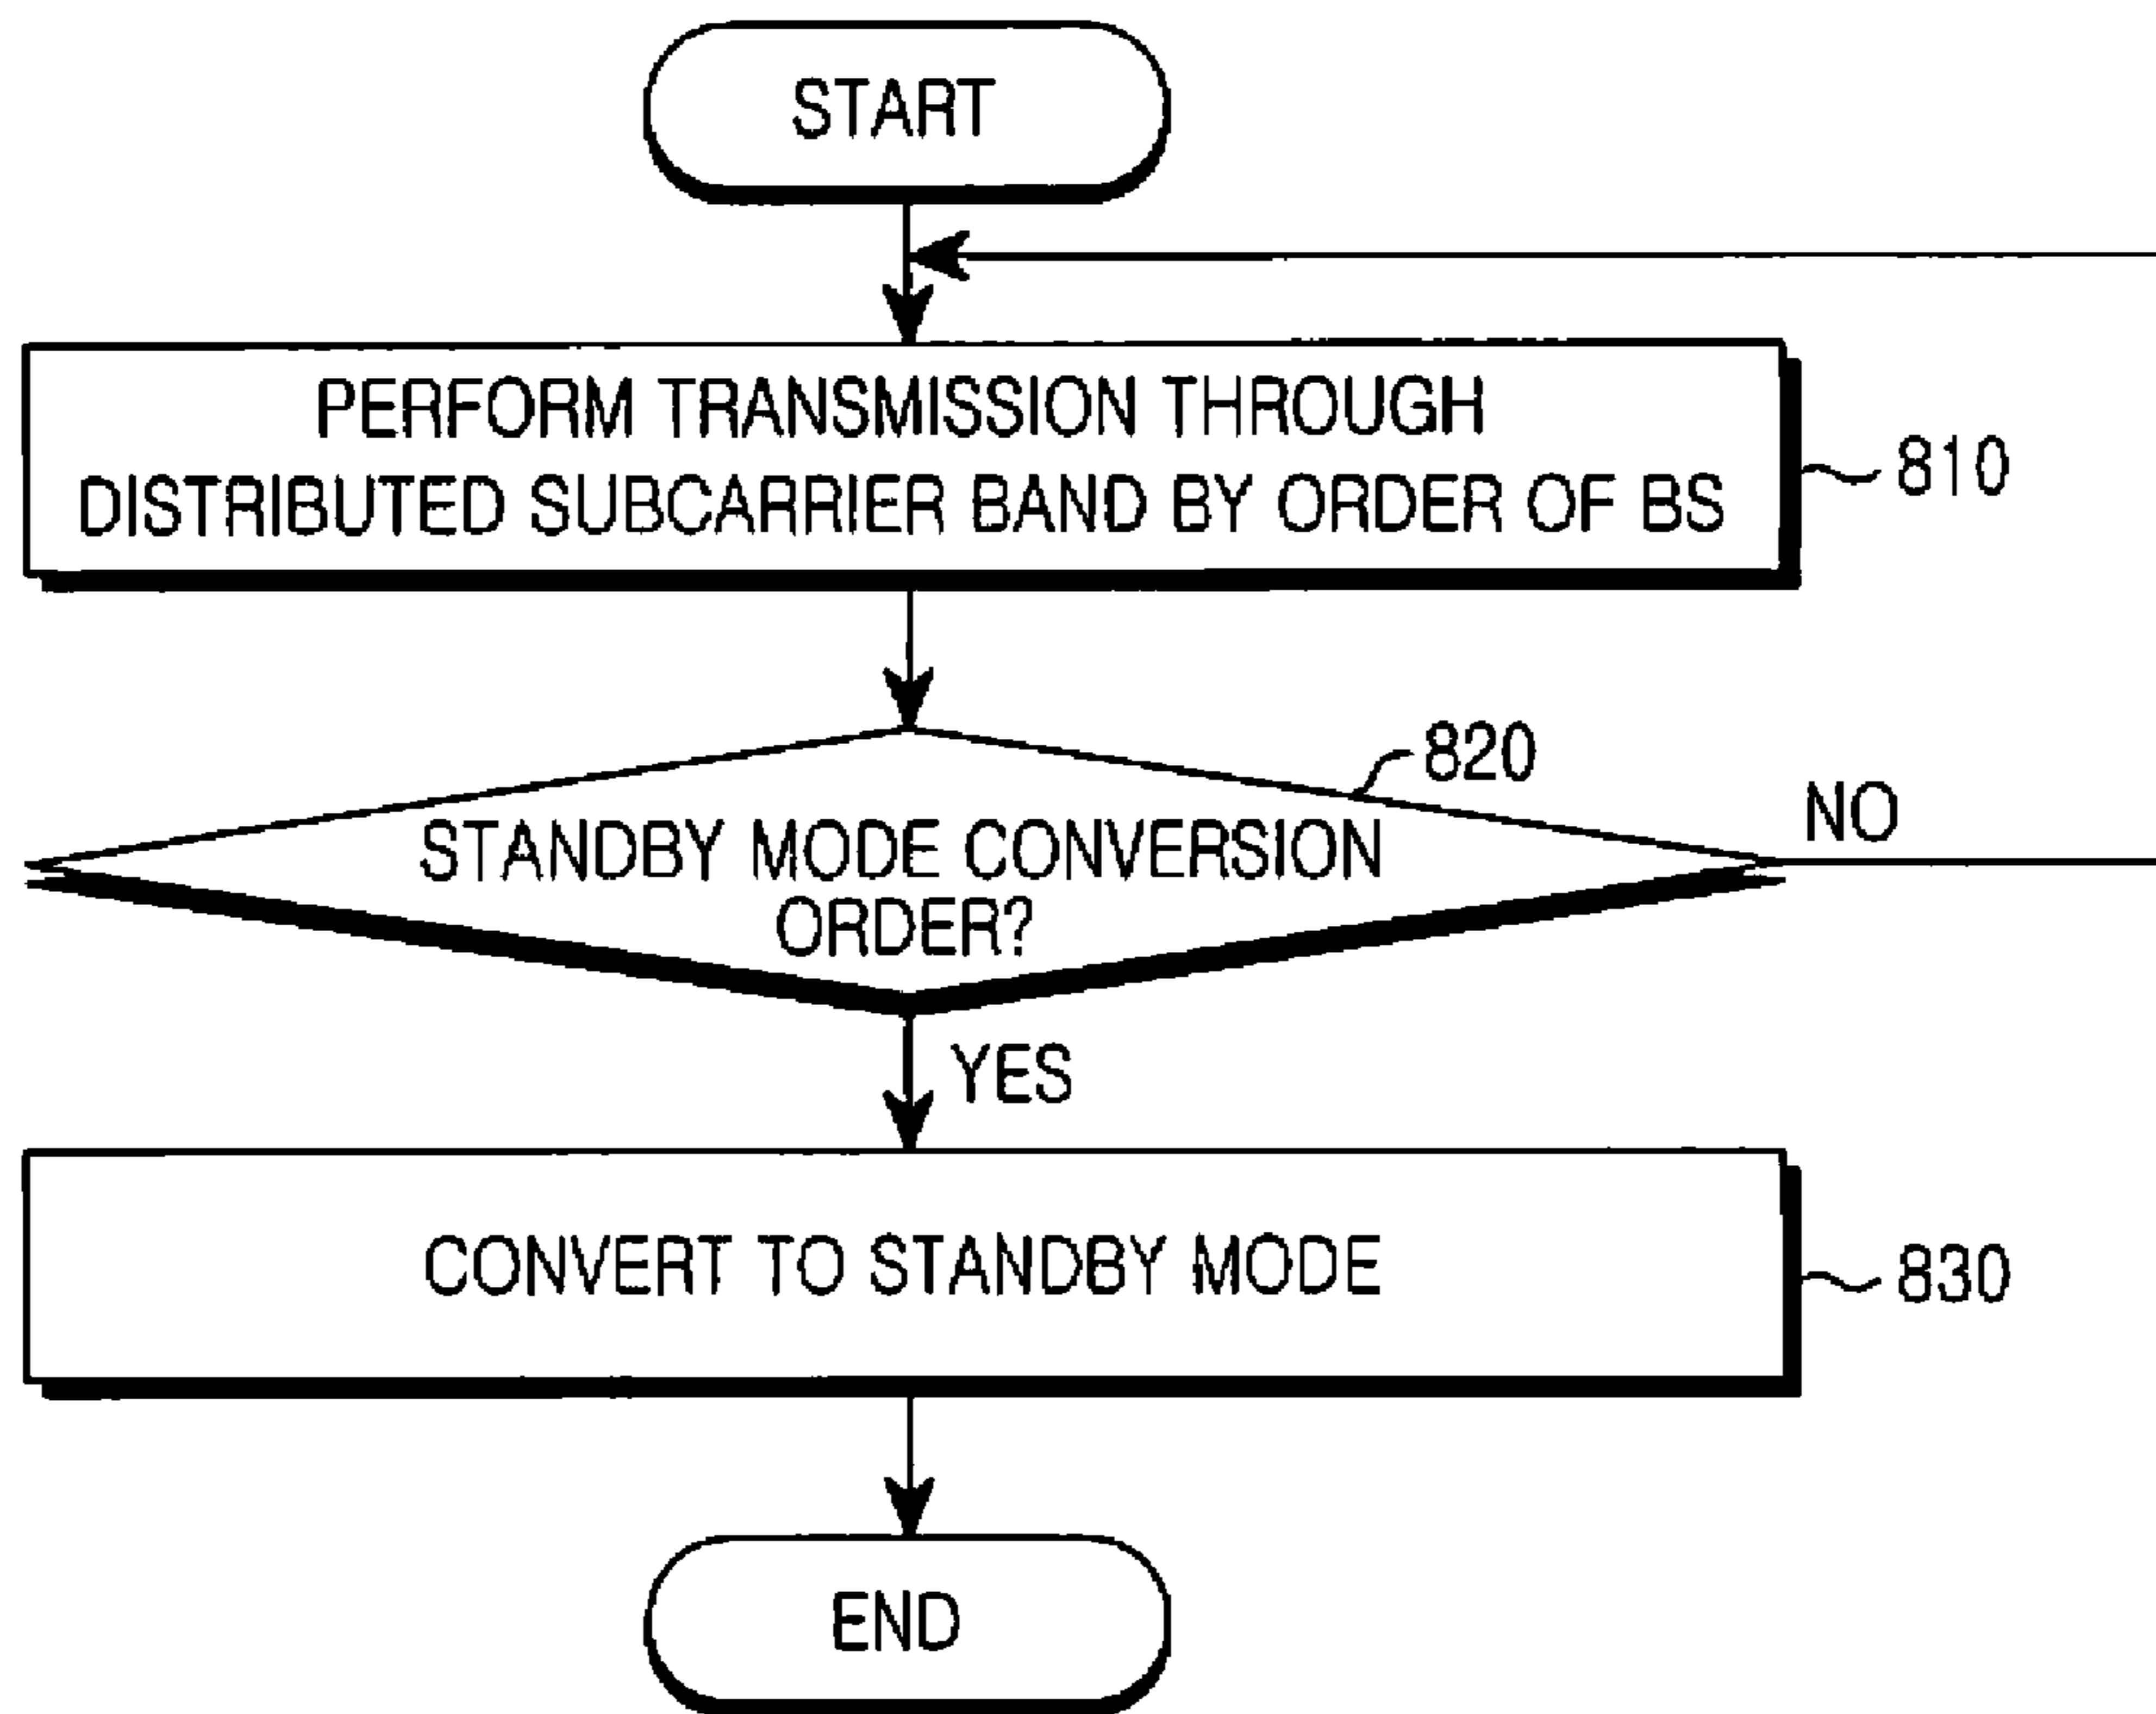 START
PERFORM TRANSMISSION THROUGH
DISTRIBUTED SUBCARRIER BAND BY ORDER OF BS
810
820
NO
STANDBY MODE CONVERSION
ORDER?
YES
CONVERT TO STANDBY MODE
830
END